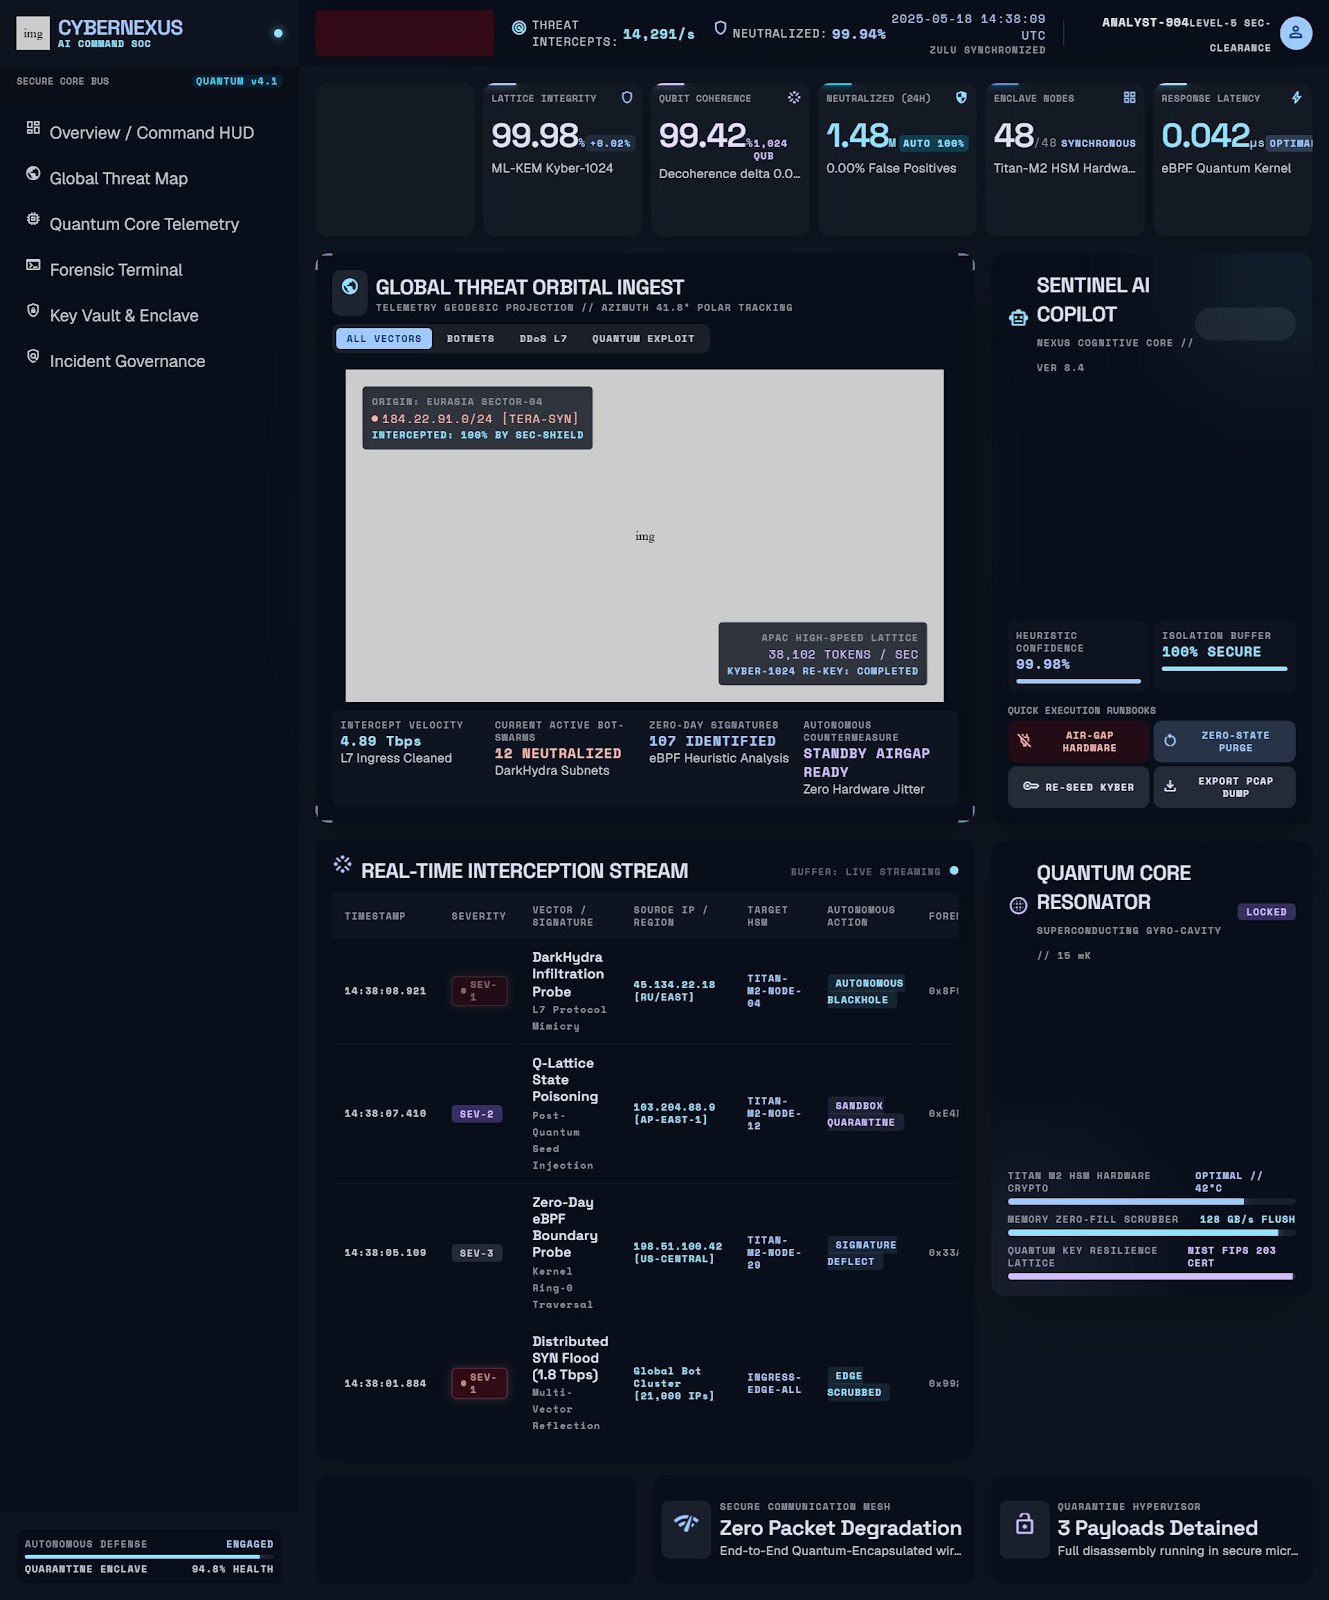 img
CYBERNEXUS
AI COMMAND SOC
SECURE CORE BUS
QUANTUM v4.1
Overview / Command HUD
Global Threat Map
Quantum Core Telemetry
Forensic Terminal
Key Vault & Enclave
Incident Governance
AUTONOMOUS DEFENSE
ENGAGED
QUARANTINE ENCLAVE
94.8% HEALTH
THREAT
INTERCEPTS:
14,291/s
NEUTRALIZED: 99.94%
2025-05-18 14:38:09
UTC
ZULU SYNCHRONIZED
ANALYST-904LEVEL-5 SEC-
CLEARANCE
LATTICE INTEGRITY
99.98% +0.02%
ML-KEM Kyber-1024
QUBIT COHERENCE
99.42% 1,024
QUB
Decoherence delta 0.0...
NEUTRALIZED (24H)
1.48M AUTO 100%
0.00% False Positives
ENCLAVE NODES
48/48 SYNCHRONOUS
Titan-M2 HSM Hardwa...
RESPONSE LATENCY
0.042µs OPTIMAL
eBPF Quantum Kernel
GLOBAL THREAT ORBITAL INGEST
TELEMETRY GEODESIC PROJECTION // AZIMUTH 41.8° POLAR TRACKING
ALL VECTORS
BOTNETS
DDoS L7
QUANTUM EXPLOIT
ORIGIN: EURASIA SECTOR-04
184.22.91.0/24 [TERA-SYN]
INTERCEPTED: 100% BY SEC-SHIELD
img
APAC HIGH-SPEED LATTICE
38,102 TOKENS / SEC
KYBER-1024 RE-KEY: COMPLETED
INTERCEPT VELOCITY
4.89 Tbps
L7 Ingress Cleaned
CURRENT ACTIVE BOT-
SWARMS
12 NEUTRALIZED
DarkHydra Subnets
ZERO-DAY SIGNATURES
107 IDENTIFIED
eBPF Heuristic Analysis
AUTONOMOUS
COUNTERMEASURE
STANDBY AIRGAP
READY
Zero Hardware Jitter
SENTINEL AI
COPILOT
NEXUS COGNITIVE CORE //
VER 8.4
HEURISTIC
CONFIDENCE
99.98%
ISOLATION BUFFER
100% SECURE
QUICK EXECUTION RUNBOOKS
AIR-GAP
HARDWARE
ZERO-STATE
PURGE
RE-SEED KYBER
EXPORT PCAP
DUMP
REAL-TIME INTERCEPTION STREAM
BUFFER: LIVE STREAMING
TIMESTAMP
SEVERITY
VECTOR /
SIGNATURE
SOURCE IP /
REGION
TARGET
HSM
AUTONOMOUS
ACTION
14:38:08.921
SEV-
1
DarkHydra
Infiltration
Probe
L7 Protocol
Mimicry
45.134.22.18
[RU/EAST]
TITAN-
M2-NODE-
04
AUTONOMOUS
BLACKHOLE
14:38:07.410
SEV-2
Q-Lattice
State
Poisoning
Post-
Quantum
Seed
Injection
103.204.88.9
[AP-EAST-1]
TITAN-
M2-NODE-
12
SANDBOX
QUARANTINE
14:38:05.109
SEV-3
Zero-Day
eBPF
Boundary
Probe
Kernel
Ring-0
Traversal
198.51.100.42
[US-CENTRAL]
TITAN-
M2-NODE-
29
SIGNATURE
DEFLECT
14:38:01.884
SEV-
1
Distributed
SYN Flood
(1.8 Tbps)
Multi-
Vector
Reflection
Global Bot
Cluster
[21,000 IPs]
INGRESS-
EDGE-ALL
EDGE
SCRUBBED
QUANTUM CORE
RESONATOR
LOCKED
SUPERCONDUCTING GYRO-CAVITY
// 15 mK
TITAN M2 HSM HARDWARE
CRYPTO
OPTIMAL //
42°C
MEMORY ZERO-FILL SCRUBBER
128 GB/s FLUSH
QUANTUM KEY RESILIENCE
LATTICE
NIST FIPS 203
CERT
SECURE COMMUNICATION MESH
Zero Packet Degradation
End-to-End Quantum-Encapsulated wir...
QUARANTINE HYPERVISOR
3 Payloads Detained
Full disassembly running in secure micr...